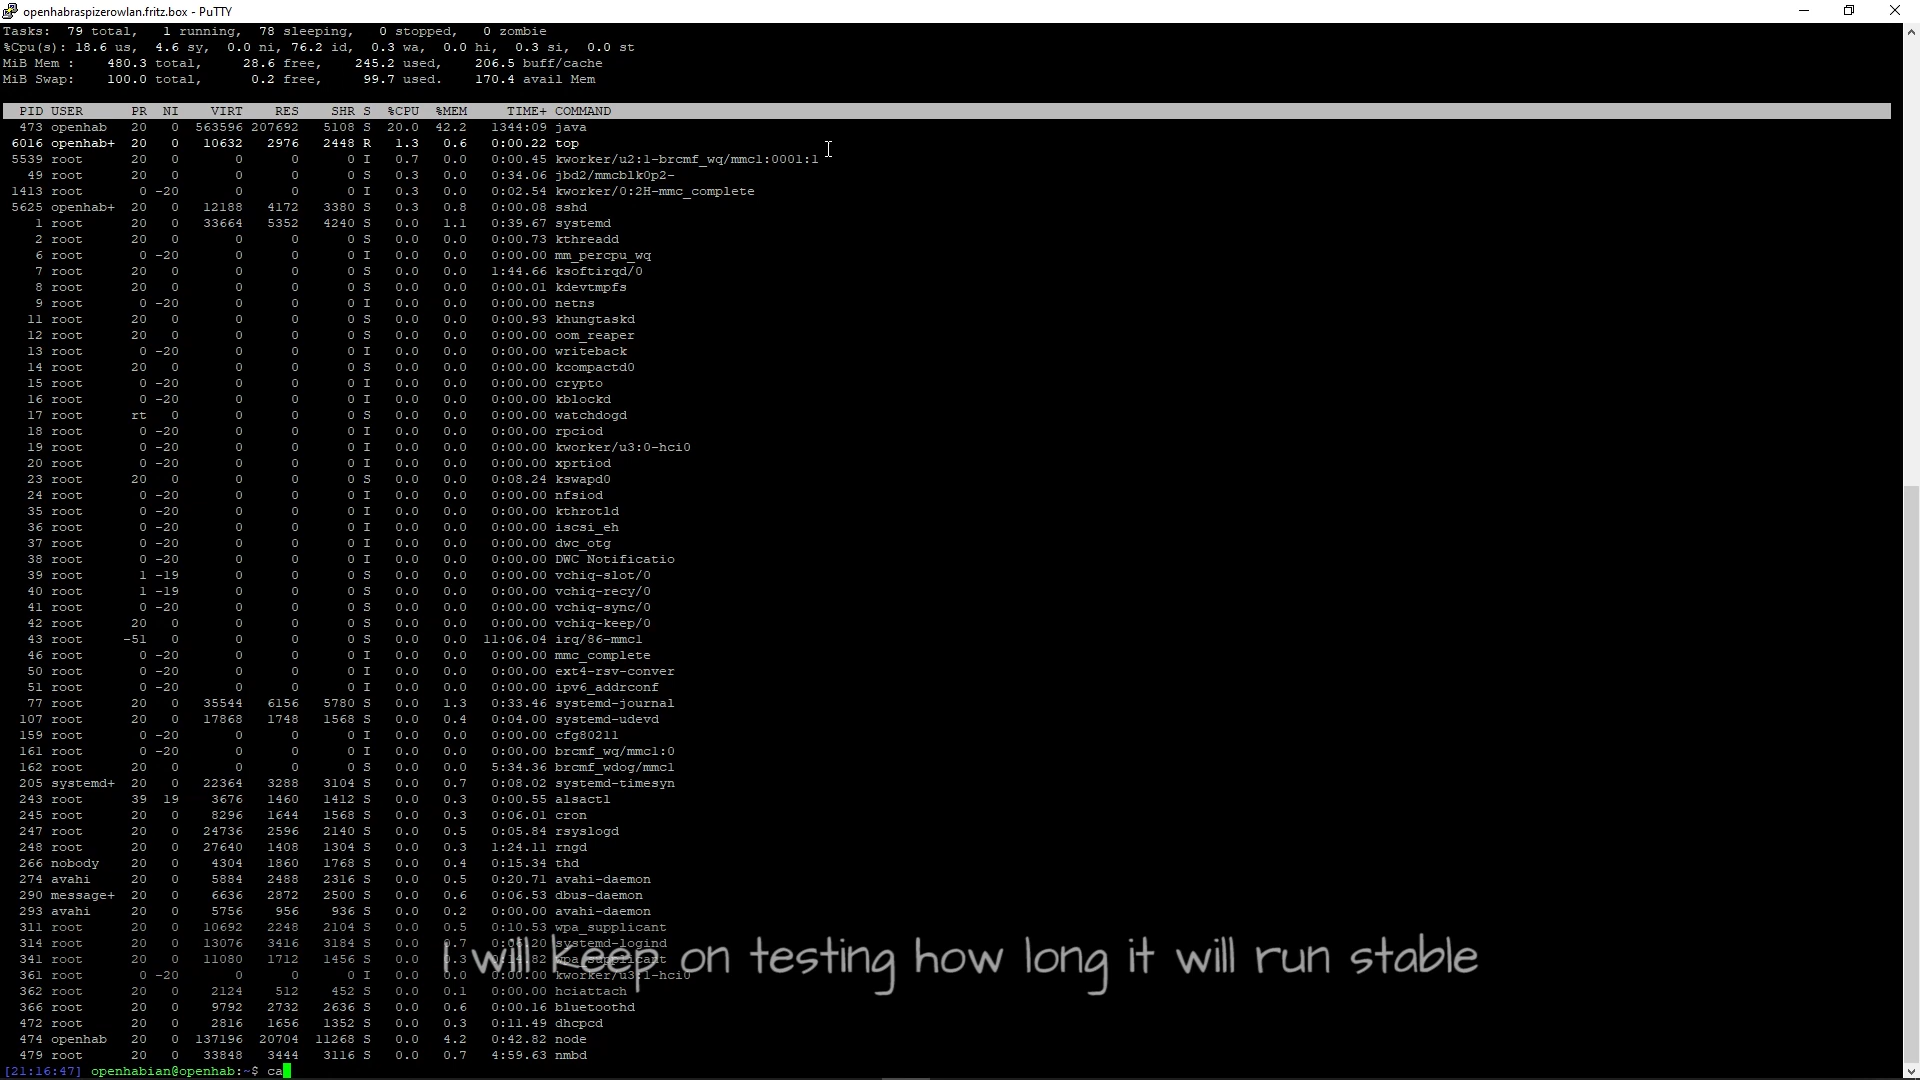 openhabraspizerowlan.fritz.box - PuTTY
Tasks: 79 total, 1 running, 78 sleeping, 0 stopped, 0 zombie
%Cpu(s): 18.6 us, 4.6 sy, 0.0 ni, 76.2 id, 0.3 wa, 0.0 hi, 0.3 si, 0.0 st
MiB Mem : 480.3 total, 28.6 free, 245.2 used, 206.5 buff/cache
MiB Swap: 100.0 total, 0.2 free, 99.7 used. 170.4 avail Mem
PID USER PR NI VIRT RES SHR S %CPU %MEM TIME+ COMMAND
473 openhab 20 0 563596 207692 5108 S 20.0 42.2 1344:09 java
6016 openhab+ 20 0 10632 2976 2448 R 1.3 0.6 0:00.22 top
5539 root 20 0 0 0 0 I 0.7 0.0 0:00.45 kworker/u2:1-brcmf_wq/mmc1:0001:1
49 root 20 0 0 0 0 S 0.3 0.0 0:34.06 jbd2/mmcblk0p2-
1413 root 0 -20 0 0 0 I 0.3 0.0 0:02.54 kworker/0:2H-mmc_complete
5625 openhab+ 20 0 12188 4172 3380 S 0.3 0.8 0:00.08 sshd
1 root 20 0 33664 5352 4240 S 0.0 1.1 0:39.67 systemd
2 root 20 0 0 0 0 S 0.0 0.0 0:00.73 kthreadd
6 root 0 -20 0 0 0 I 0.0 0.0 0:00.00 mm_percpu_wq
7 root 20 0 0 0 0 S 0.0 0.0 1:44.66 ksoftirqd/0
8 root 20 0 0 0 0 S 0.0 0.0 0:00.01 kdevtmpfs
9 root 0 -20 0 0 0 I 0.0 0.0 0:00.00 netns
11 root 20 0 0 0 0 S 0.0 0.0 0:00.93 khungtaskd
12 root 20 0 0 0 0 S 0.0 0.0 0:00.00 oom_reaper
13 root 0 -20 0 0 0 I 0.0 0.0 0:00.00 writeback
14 root 20 0 0 0 0 S 0.0 0.0 0:00.00 kcompactd0
15 root 0 -20 0 0 0 I 0.0 0.0 0:00.00 crypto
16 root 0 -20 0 0 0 I 0.0 0.0 0:00.00 kblockd
17 root rt 0 0 0 0 S 0.0 0.0 0:00.00 watchdogd
18 root 0 -20 0 0 0 I 0.0 0.0 0:00.00 rpciod
19 root 0 -20 0 0 0 I 0.0 0.0 0:00.00 kworker/u3:0-hci0
20 root 0 -20 0 0 0 I 0.0 0.0 0:00.00 xprtiod
23 root 20 0 0 0 0 S 0.0 0.0 0:08.24 kswapd0
24 root 0 -20 0 0 0 I 0.0 0.0 0:00.00 nfsiod
35 root 0 -20 0 0 0 I 0.0 0.0 0:00.00 kthrotld
36 root 0 -20 0 0 0 I 0.0 0.0 0:00.00 iscsi_eh
37 root 0 -20 0 0 0 I 0.0 0.0 0:00.00 dwc_otg
38 root 0 -20 0 0 0 I 0.0 0.0 0:00.00 DWC Notificatio
39 root 1 -19 0 0 0 S 0.0 0.0 0:00.00 vchiq-slot/0
40 root 1 -19 0 0 0 S 0.0 0.0 0:00.00 vchiq-recy/0
41 root 0 -20 0 0 0 S 0.0 0.0 0:00.00 vchiq-sync/0
42 root 20 0 0 0 0 S 0.0 0.0 0:00.00 vchiq-keep/0
43 root -51 0 0 0 0 S 0.0 0.0 11:06.04 irq/86-mmc1
46 root 0 -20 0 0 0 I 0.0 0.0 0:00.00 mmc_complete
50 root 0 -20 0 0 0 I 0.0 0.0 0:00.00 ext4-rsv-conver
51 root 0 -20 0 0 0 I 0.0 0.0 0:00.00 ipv6_addrconf
77 root 20 0 35544 6156 5780 S 0.0 1.3 0:33.46 systemd-journal
107 root 20 0 17868 1748 1568 S 0.0 0.4 0:04.00 systemd-udevd
159 root 0 -20 0 0 0 I 0.0 0.0 0:00.00 cfg80211
161 root 0 -20 0 0 0 I 0.0 0.0 0:00.00 brcmf_wq/mmc1:0
162 root 20 0 0 0 0 S 0.0 0.0 5:34.36 brcmf_wdog/mmc1
205 systemd+ 20 0 22364 3288 3104 S 0.0 0.7 0:08.02 systemd-timesyn
243 root 39 19 3676 1460 1412 S 0.0 0.3 0:00.55 alsactl
245 root 20 0 8296 1644 1568 S 0.0 0.3 0:06.01 cron
247 root 20 0 24736 2596 2140 S 0.0 0.5 0:05.84 rsyslogd
248 root 20 0 27640 1408 1304 S 0.0 0.3 1:24.11 rngd
266 nobody 20 0 4304 1860 1768 S 0.0 0.4 0:15.34 thd
274 avahi 20 0 5884 2488 2316 S 0.0 0.5 0:20.71 avahi-daemon
290 message+ 20 0 6636 2872 2500 S 0.0 0.6 0:06.53 dbus-daemon
293 avahi 20 0 5756 956 936 S 0.0 0.2 0:00.00 avahi-daemon
311 root 20 0 10692 2248 2104 S 0.0 0.5 0:10.53 wpa_supplicant
314 root 20 0 13076 3416 3184 S 0.0 0.7 0:06.20 systemd-logind
341 root 20 0 11080 1712 1456 S 0.0 0.3 wpa_supplicant
I will keep on testing how long it will run stable
361 root 0 -20 0 0 0 I 0.0 0.0 0:00.00 kworker/u3:1-hci0
362 root 20 0 2124 512 452 S 0.0 0.1 0:00.00 hciattach
366 root 20 0 9792 2732 2636 S 0.0 0.6 0:00.16 bluetoothd
472 root 20 0 2816 1656 1352 S 0.0 0.3 0:11.49 dhcpcd
474 openhab 20 0 137196 20704 11268 S 0.0 4.2 0:42.82 node
479 root 20 0 33848 3444 3116 S 0.0 0.7 4:59.63 nmbd
[21:16:47] openhabian@openhab:~$ ca